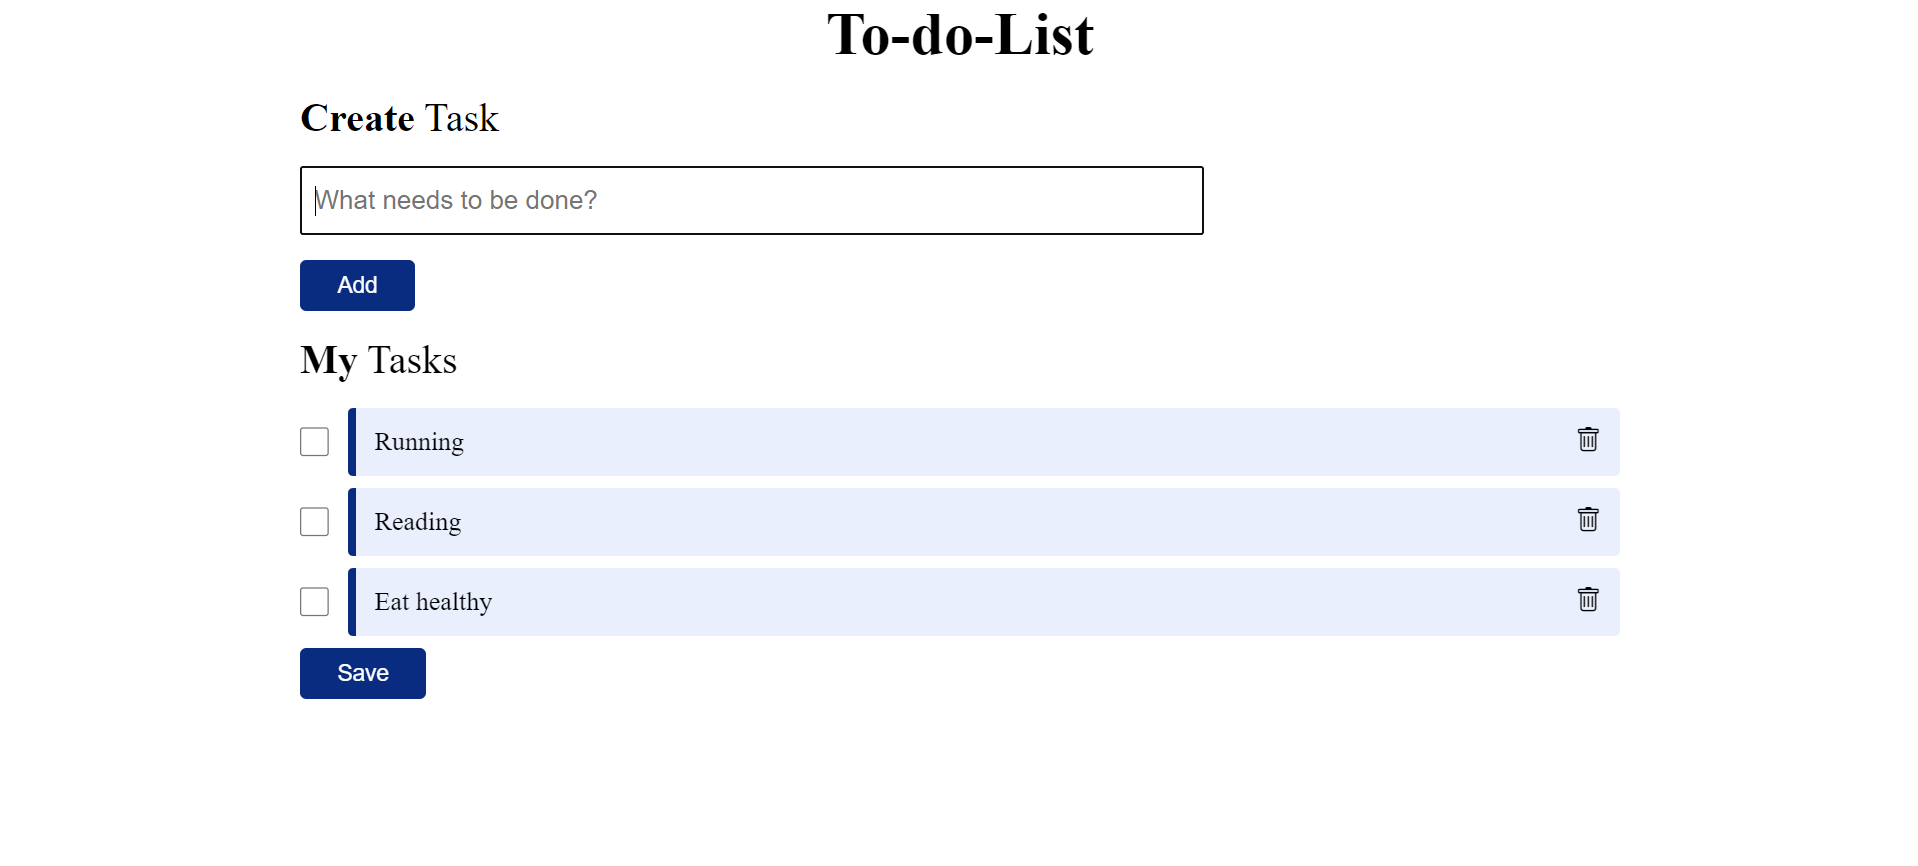 To-do-List
Create Task
What needs to be done?
Add
My Tasks
Running
Reading
Eat healthy
Save